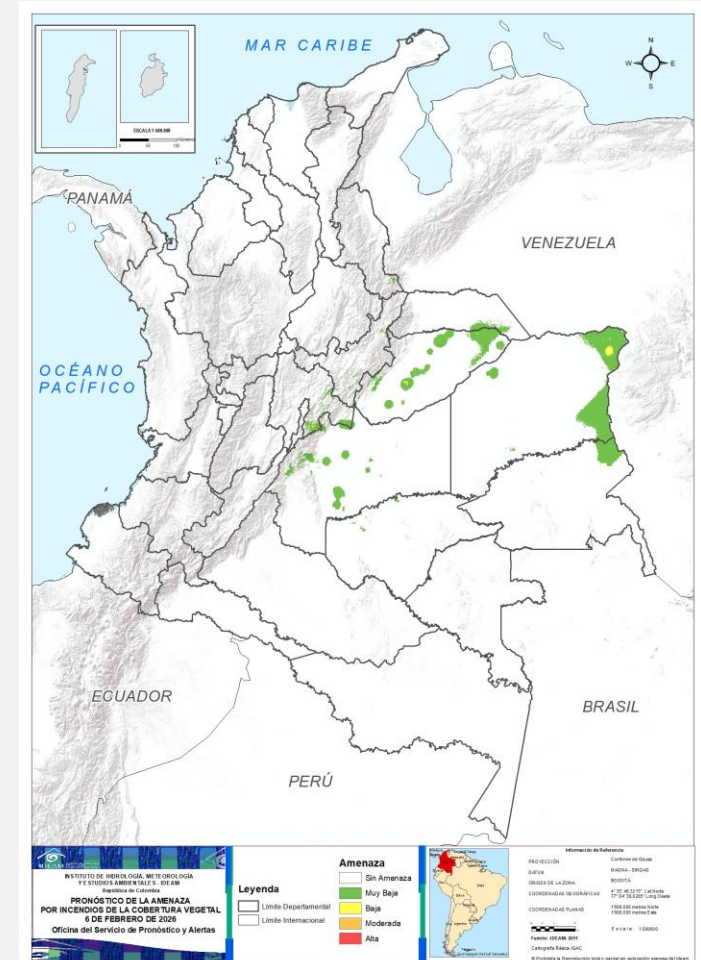 MAR CARIBE
N
W
E
S
ESCALA 1:400.000
PANAMÁ
VENEZUELA
OCÉANO
PACÍFICO
ECUADOR
BRASIL
PERÚ
IDEAM
INSTITUTO DE HIDROLOGÍA, METEOROLOGÍA
Y ESTUDIOS AMBIENTALES - IDEAM
República de Colombia
PRONÓSTICO DE LA AMENAZA
POR INCENDIOS DE LA COBERTURA VEGETAL
6 DE FEBRERO DE 2026
Oficina del Servicio de Pronóstico y Alertas
Leyenda
Límite Departamental
Límite Internacional
Amenaza
Sin Amenaza
Muy Baja
Baja
Moderada
Alta
Información de Referencia
PROYECCIÓN
Conforme de Gauss
DATUM
MAGNA - SIRGAS
ORIGEN DE LA ZONA
BOGOTÁ
COORDENADAS GEOGRÁFICAS
COORDENADAS PLANAS
Fuente: IDEAM
Cartografía Básica IGAC